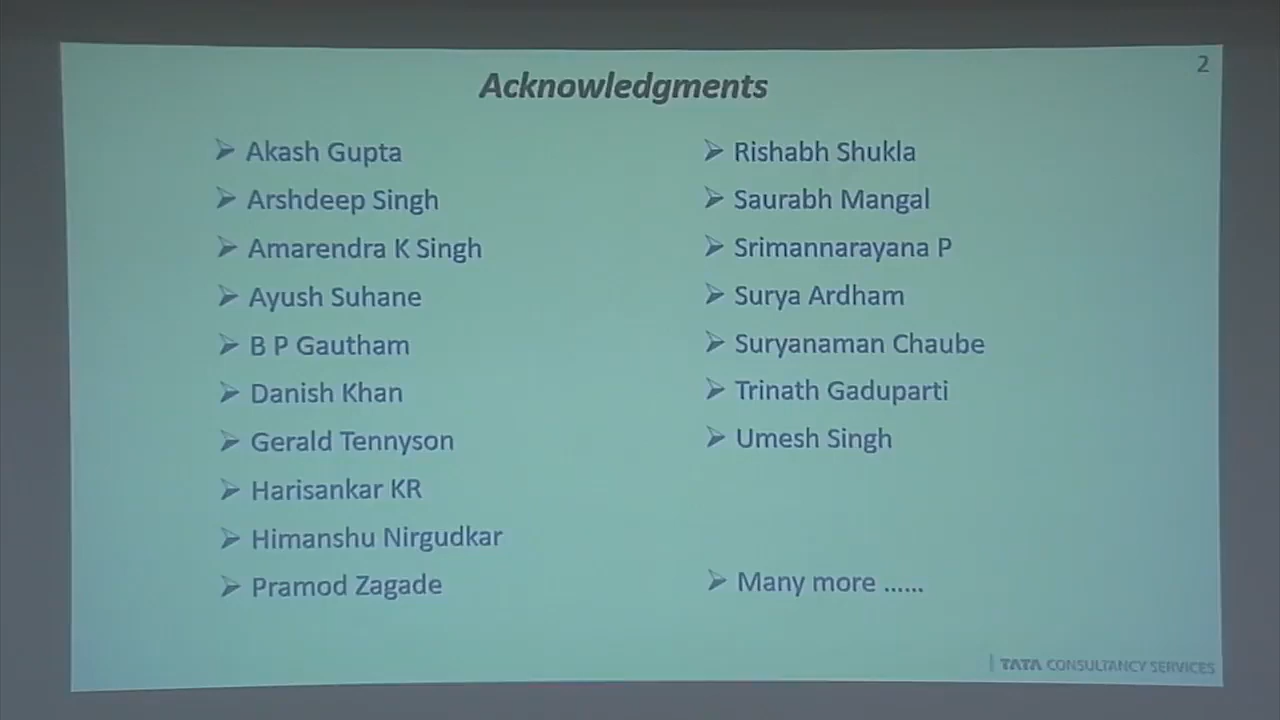 2
Acknowledgments
➢ Akash Gupta
➢ Arshdeep Singh
➢ Amarendra K Singh
➢ Ayush Suhane
➢ B P Gautham
➢ Danish Khan
➢ Gerald Tennyson
➢ Harisankar KR
➢ Himanshu Nirgudkar
➢ Pramod Zagade
➢ Rishabh Shukla
➢ Saurabh Mangal
➢ Srimannarayana P
➢ Surya Ardham
➢ Suryanaman Chaube
➢ Trinath Gaduparti
➢ Umesh Singh
➢ Many more ......
TATA CONSULTANCY SERVICES